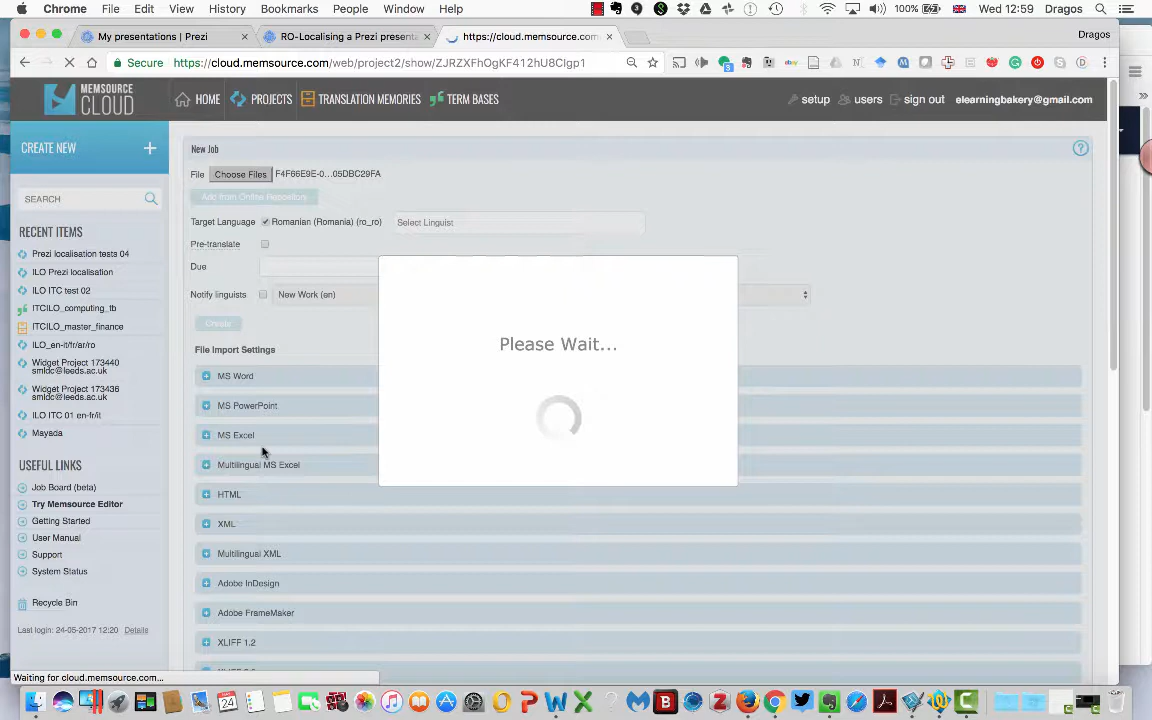 Chrome File Edit View History Bookmarks People Window Help 100% Wed 12:59 Dragos
My presentations | Prezi
RO-Localising a Prezi presenta
https://cloud.memsource.com
Dragos
Secure https://cloud.memsource.com/web/project2/show/ZJRZXFhOgKF412hU8CIgp1
MEMSOURCE CLOUD
HOME PROJECTS TRANSLATION MEMORIES TERM BASES
setup users sign out elearningbakery@gmail.com
CREATE NEW +
SEARCH
RECENT ITEMS
Prezi localisation tests 04
ILO Prezi localisation
ILO ITC test 02
ITCILO_computing_tb
ITCILO_master_finance
ILO_en-it/fr/ar/ro
Widget Project 173440
smldc@leeds.ac.uk
Widget Project 173436
smldc@leeds.ac.uk
ILO ITC 01 en-fr/it
Mayada
USEFUL LINKS
Job Board (beta)
Try Memsource Editor
Getting Started
User Manual
Support
System Status
Recycle Bin
Last login: 24-05-2017 12:20 Details
New Job
File Choose Files F4F66E9E-0...05DBC29FA
Add from Online Repository
Target Language Romanian (Romania) (ro_ro) Select Linguist
Pre-translate
Due
Notify linguists New Work (en)
Create
File Import Settings
MS Word
MS PowerPoint
MS Excel
Multilingual MS Excel
HTML
XML
Multilingual XML
Adobe InDesign
Adobe FrameMaker
XLIFF 1.2
Please Wait...
Waiting for cloud.memsource.com...